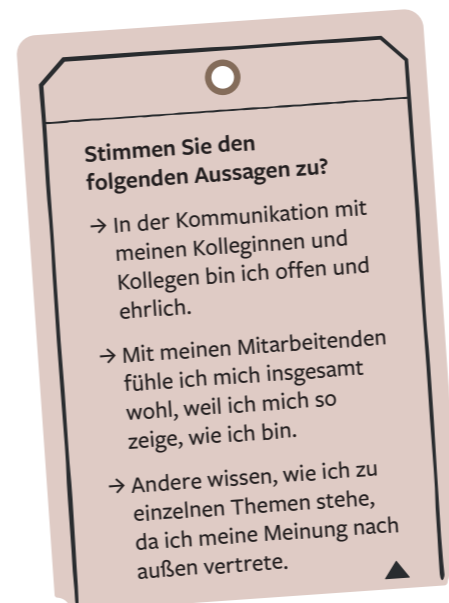 Stimmen Sie den
folgenden Aussagen zu?
→ In der Kommunikation mit
meinen Kolleginnen und
Kollegen bin ich offen und
ehrlich.
→ Mit meinen Mitarbeitenden
fühle ich mich insgesamt
wohl, weil ich mich so
zeige, wie ich bin.
→ Andere wissen, wie ich zu
einzelnen Themen stehe,
da ich meine Meinung nach
außen vertrete.